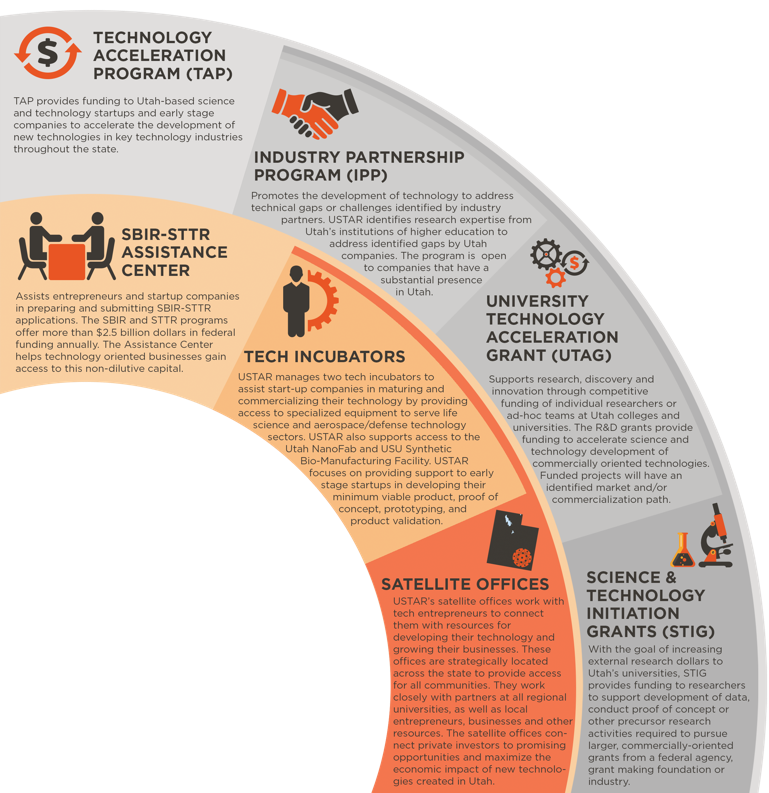 $
TECHNOLOGY
ACCELERATION
PROGRAM (TAP)
TAP provides funding to Utah-based science
and technology startups and early stage
companies to accelerate the development of
new technologies in key technology industries
throughout the state.
INDUSTRY PARTNERSHIP
PROGRAM (IPP)
Promotes the development of technology to address
technical gaps or challenges identified by industry
partners. USTAR identifies research expertise from
Utah's institutions of higher education to
address identified gaps by Utah
companies. The program is open
to companies that have a
substantial presence
in Utah.
$
UNIVERSITY
TECHNOLOGY
ACCELERATION
GRANT (UTAG)
Supports research, discovery and
innovation through competitive
funding of individual researchers or
ad-hoc teams at Utah colleges and
universities. The R&D grants provide
funding to accelerate science and
technology development of
commercially oriented technologies.
Funded projects will have an
identified market and/or
commercialization path.
SCIENCE &
TECHNOLOGY
INITIATION
GRANTS (STIG)
With the goal of increasing
external research dollars to
Utah's universities, STIG
provides funding to researchers
to support development of data,
conduct proof of concept or
other precursor research
activities required to pursue
larger, commercially-oriented
grants from a federal agency,
grant making foundation or
industry.
SBIR-STTR
ASSISTANCE
CENTER
Assists entrepreneurs and startup companies
in preparing and submitting SBIR-STTR
applications. The SBIR and STTR programs
offer more than $2.5 billion dollars in federal
funding annually. The Assistance Center
helps technology oriented businesses gain
access to this non-dilutive capital.
TECH INCUBATORS
USTAR manages two tech incubators to
assist start-up companies in maturing and
commercializing their technology by providing
access to specialized equipment to serve life
science and aerospace/defense technology
sectors. USTAR also supports access to the
Utah NanoFab and USU Synthetic
Bio-Manufacturing Facility. USTAR
focuses on providing support to early
stage startups in developing their
minimum viable product, proof of
concept, prototyping, and
product validation.
SATELLITE OFFICES
USTAR's satellite offices work with
tech entrepreneurs to connect
them with resources for
developing their technology and
growing their businesses. These
offices are strategically located
across the state to provide access
for all communities. They work
closely with partners at all regional
universities, as well as local
entrepreneurs, businesses and other
resources. The satellite offices con-
nect private investors to promising
opportunities and maximize the
economic impact of new technolo-
gies created in Utah.